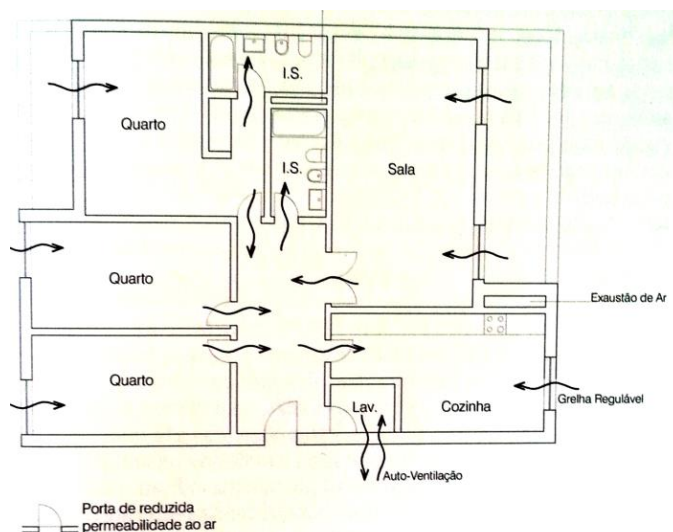 I.S.
Quarto
I.S.
Sala
Quarto
Exaustão de Ar
Quarto
Lav.
Cozinha
Grelha Regulável
Auto-Ventilação
Porta de reduzida
permeabilidade ao ar